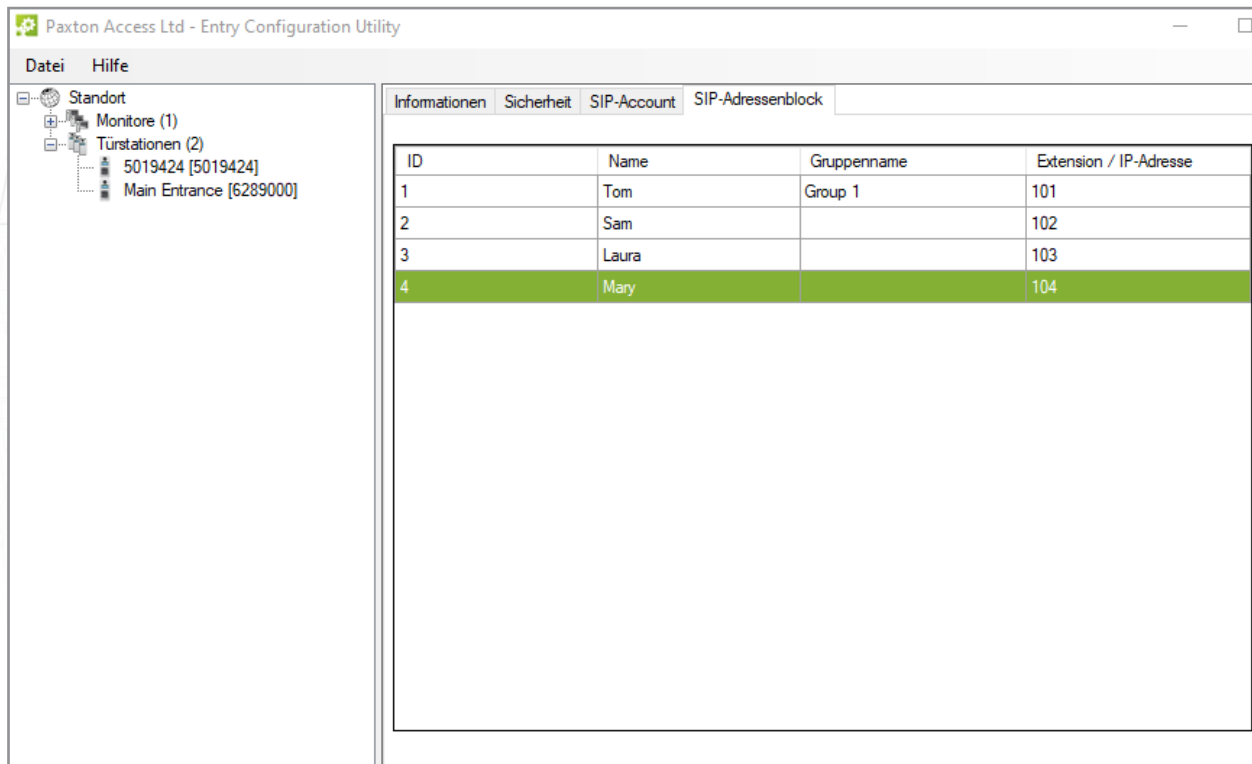 Paxton Access Ltd - Entry Configuration Utility
Datei Hilfe
Standort
Monitore (1)
Türstationen (2)
5019424 [5019424]
Main Entrance [6289000]
Informationen Sicherheit SIP-Account SIP-Adressenblock
ID Name Gruppenname Extension / IP-Adresse
1 Tom Group 1 101
2 Sam 102
3 Laura 103
4 Mary 104